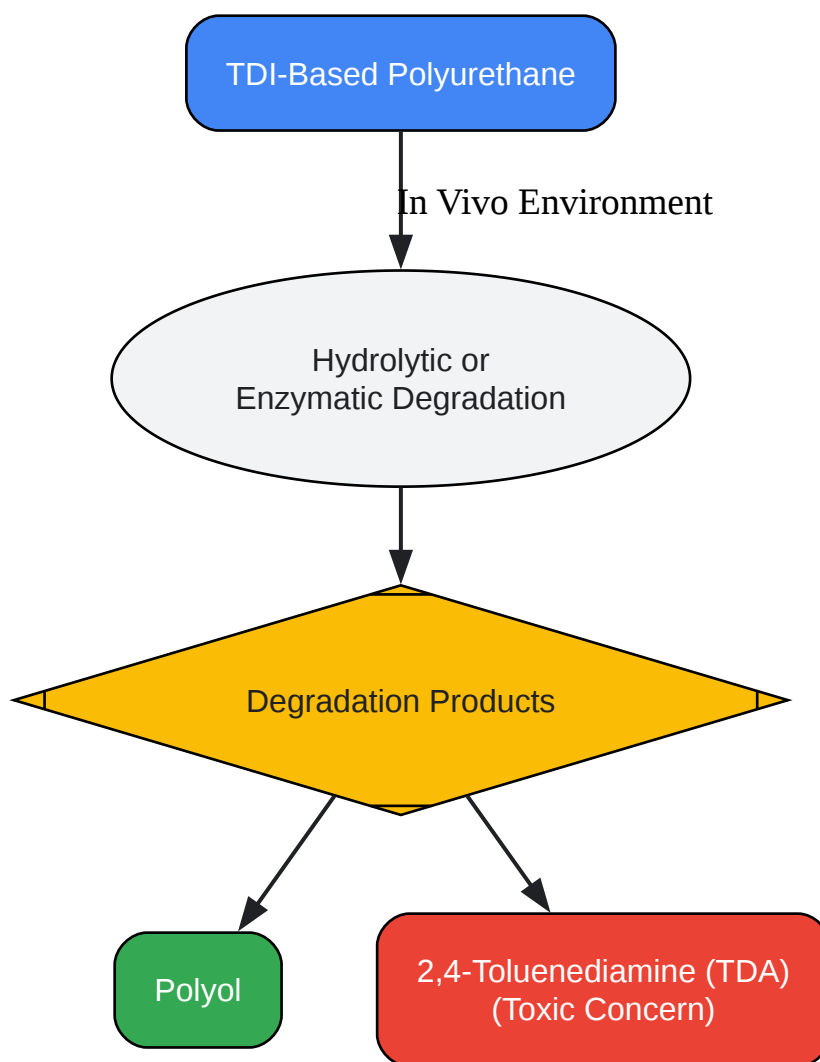 TDI-Based Polyurethane
In Vivo Environment
Hydrolytic or
Enzymatic Degradation
Degradation Products
Polyol
2,4-Toluenediamine (TDA)
(Toxic Concern)